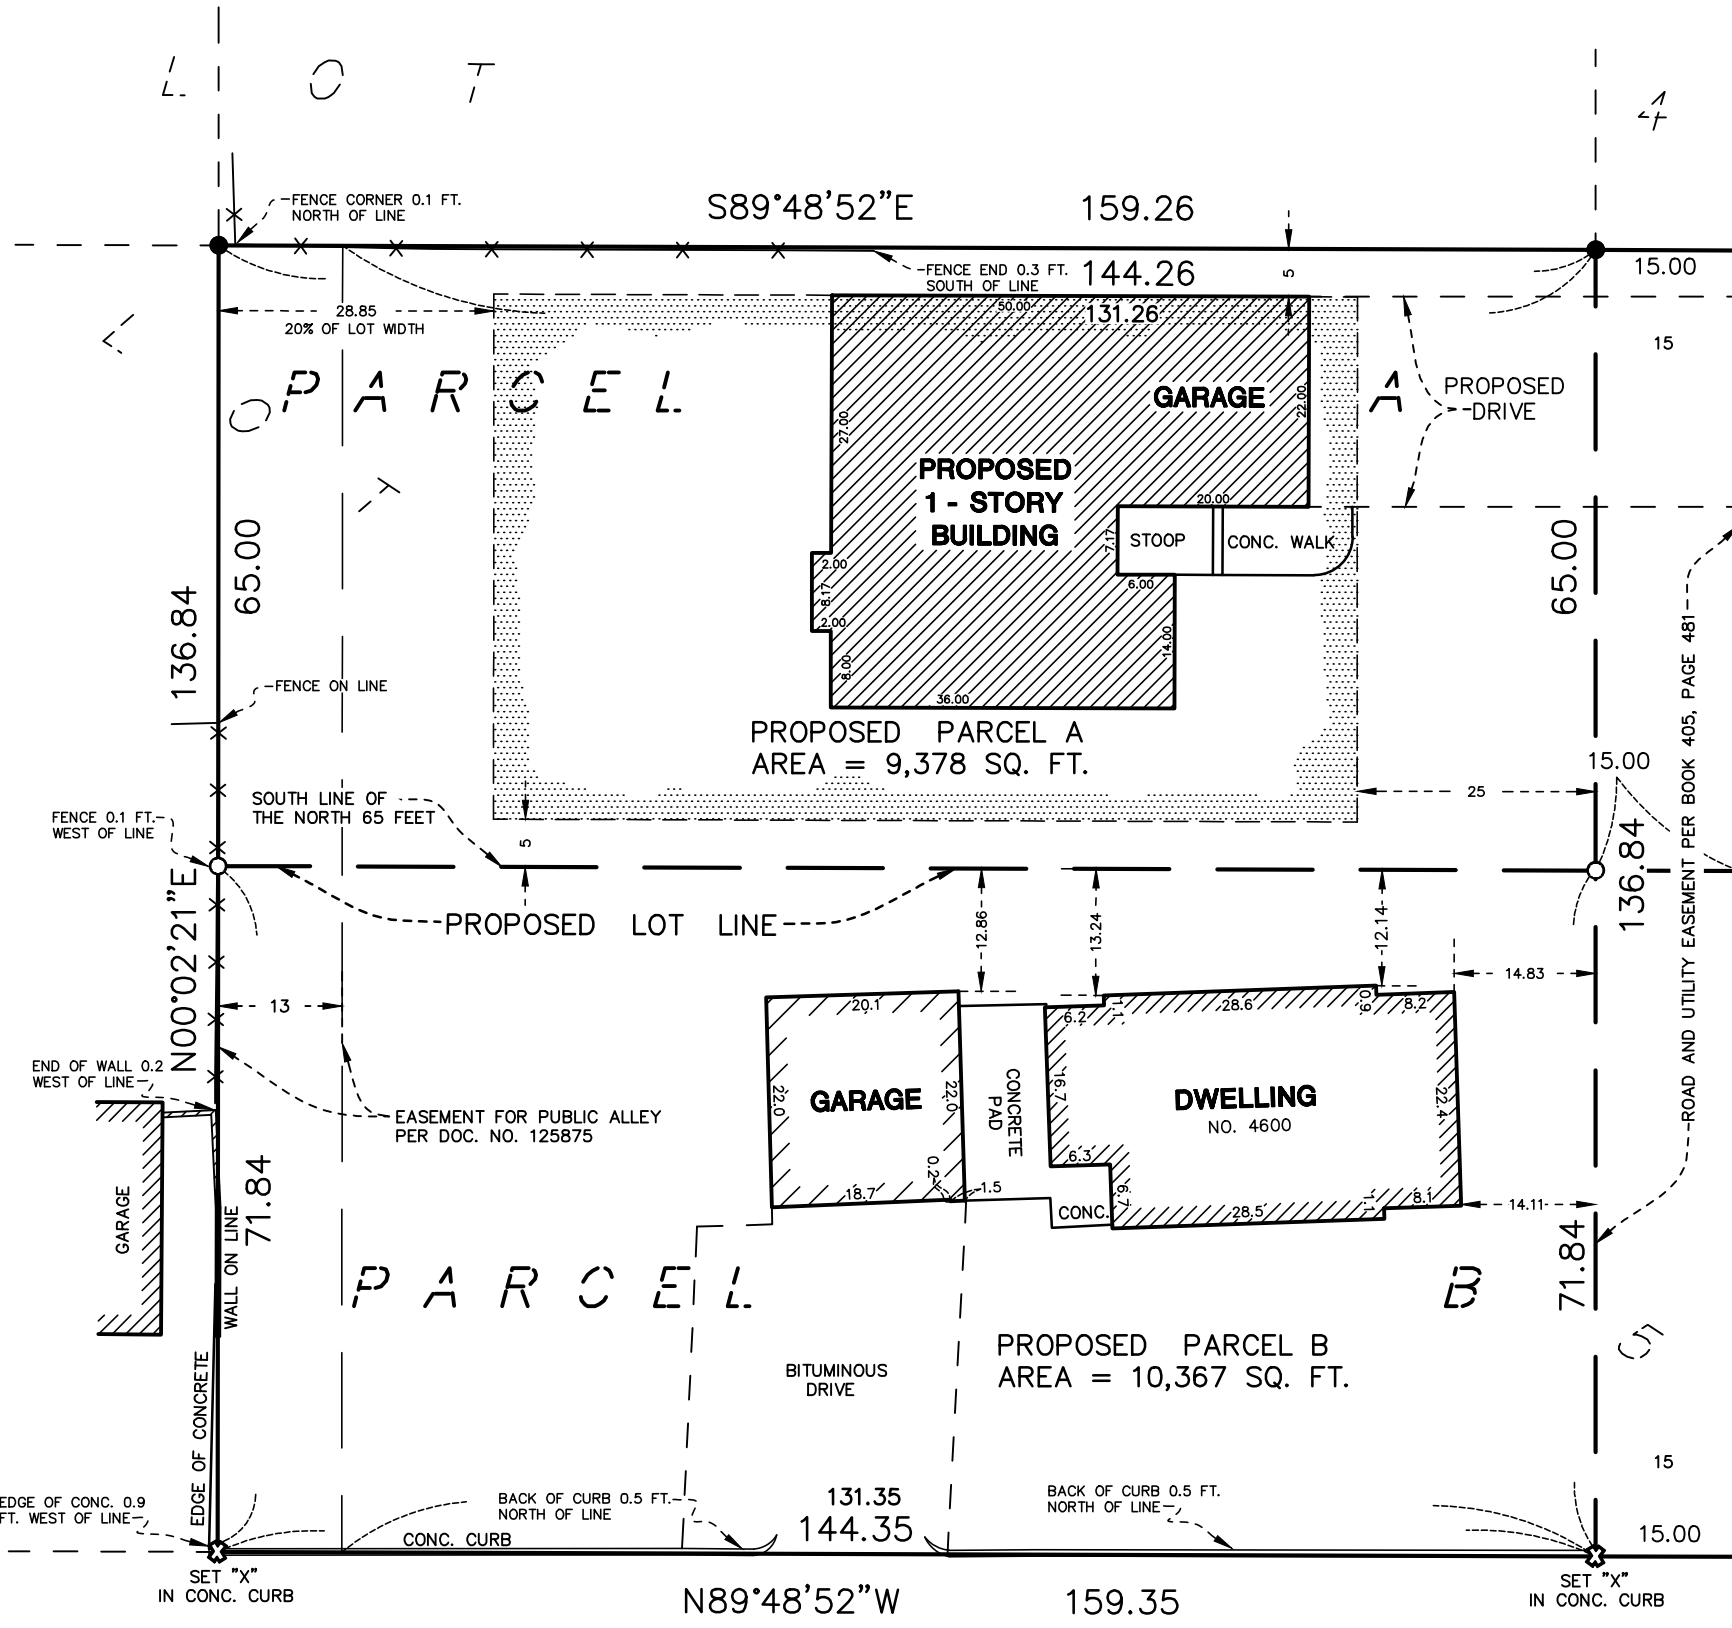 L O T
4
FENCE CORNER 0.1 FT.
NORTH OF LINE
S89°48'52"E 159.26
FENCE END 0.3 FT.
SOUTH OF LINE
144.26
5
15.00
28.85
20% OF LOT WIDTH
50.00
131.26
15
L O T
PARCEL A
GARAGE
22.00
PROPOSED
DRIVE
27.00
PROPOSED
1 - STORY
BUILDING
20.00
STOOP
CONC. WALK
7.17
6.00
2.00
8.17
2.00
8.00
14.00
36.00
65.00
65.00
136.84
FENCE ON LINE
PROPOSED PARCEL A
AREA = 9,378 SQ. FT.
15.00
SOUTH LINE OF
THE NORTH 65 FEET
25
FENCE 0.1 FT.
WEST OF LINE
5
136.84
ROAD AND UTILITY EASEMENT PER BOOK 405, PAGE 481
N00°02'21"E
PROPOSED LOT LINE
12.86
13.24
12.14
14.83
13
20.1
6.2
1.1
28.6
0.9
8.2
END OF WALL 0.2
WEST OF LINE
22.0
GARAGE
22.0
CONCRETE
PAD
16.7
DWELLING
NO. 4600
22.4
EASEMENT FOR PUBLIC ALLEY
PER DOC. NO. 125875
GARAGE
WALL ON LINE
71.84
18.7
0.2
1.5
6.3
6.7
CONC.
28.5
1.1
8.1
14.11
71.84
PARCEL B
5
PROPOSED PARCEL B
AREA = 10,367 SQ. FT.
BITUMINOUS
DRIVE
EDGE OF CONCRETE
15
EDGE OF CONC. 0.9
FT. WEST OF LINE
BACK OF CURB 0.5 FT.
NORTH OF LINE
131.35
144.35
BACK OF CURB 0.5 FT.
NORTH OF LINE
CONC. CURB
15.00
SET "X"
IN CONC. CURB
N89°48'52"W 159.35
SET "X"
IN CONC. CURB